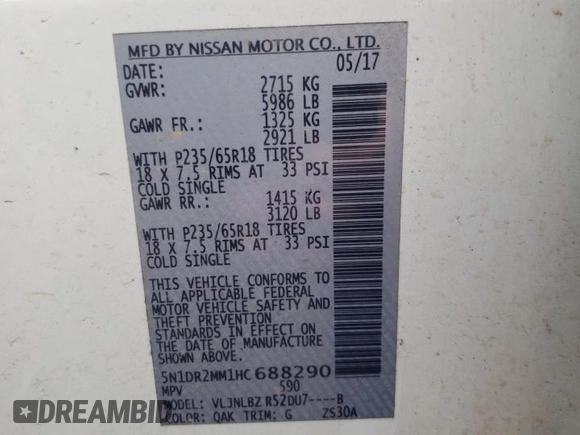 MFD BY NISSAN MOTOR CO., LTD.
DATE: 05/17
GVWR: 2715 KG
5986 LB
GAWR FR.: 1325 KG
2921 LB
WITH P235/65R18 TIRES
18 X 7.5 RIMS AT 33 PSI
COLD SINGLE
GAWR RR.: 1415 KG
3120 LB
WITH P235/65R18 TIRES
18 X 7.5 RIMS AT 33 PSI
COLD SINGLE
THIS VEHICLE CONFORMS TO
ALL APPLICABLE FEDERAL
MOTOR VEHICLE SAFETY AND
THEFT PREVENTION
STANDARDS IN EFFECT ON
THE DATE OF MANUFACTURE
SHOWN ABOVE.
5N1DR2MM1HC688290
MPV 590
MODEL: VLJNLBZ R52DU7----B
COLOR: QAK TRIM: G ZS30A
RIDESAFELY